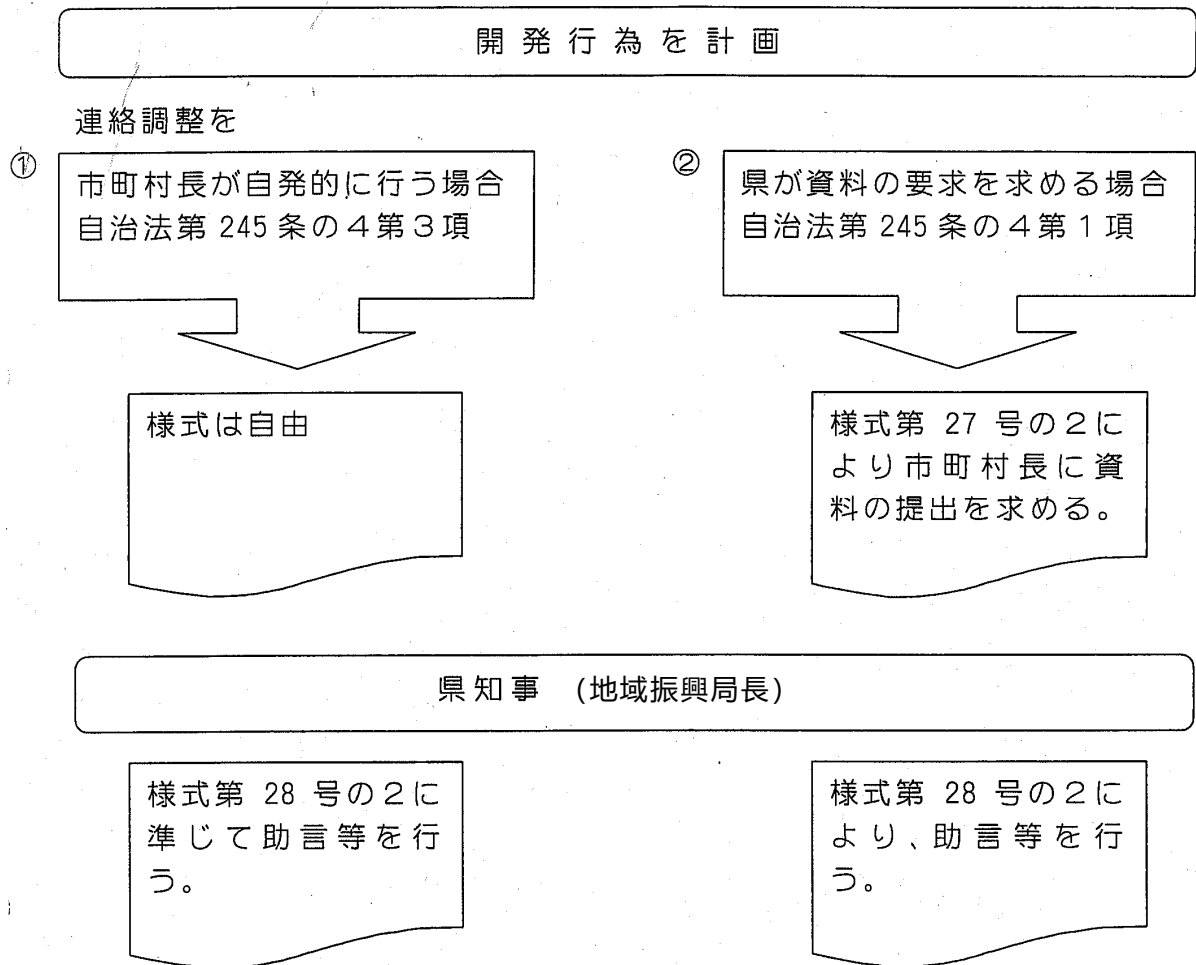 開発行為を計画
連絡調整を
①
市町村長が自発的に行う場合
自治法第245条の4第3項
②
県が資料の要求を求める場合
自治法第245条の4第1項
様式は自由
様式第 27 号の2に
より市町村長に資
料の提出を求める。
県知事 (地域振興局長)
様式第 28 号の2に
準じて助言等を行
う。
様式第 28 号の2に
より、助言等を行
う。